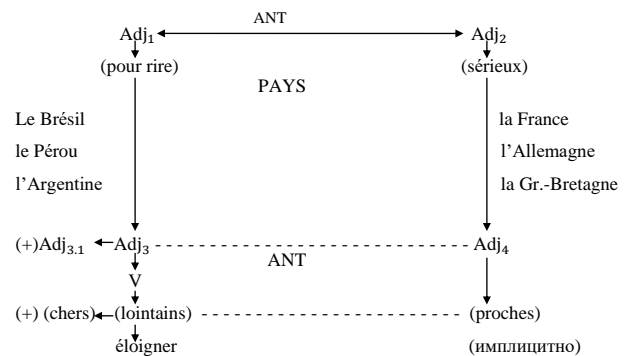 ANT
Adj₁ Adj₂
(pour rire) (sérieux)
PAYS
Le Brésil la France
le Pérou l’Allemagne
l’Argentine la Gr.-Bretagne
(+)Adj₃.₁ Adj₃ Adj₄
ANT
V
(+) (chers) (lointains) (proches)
éloigner (имплицитно)